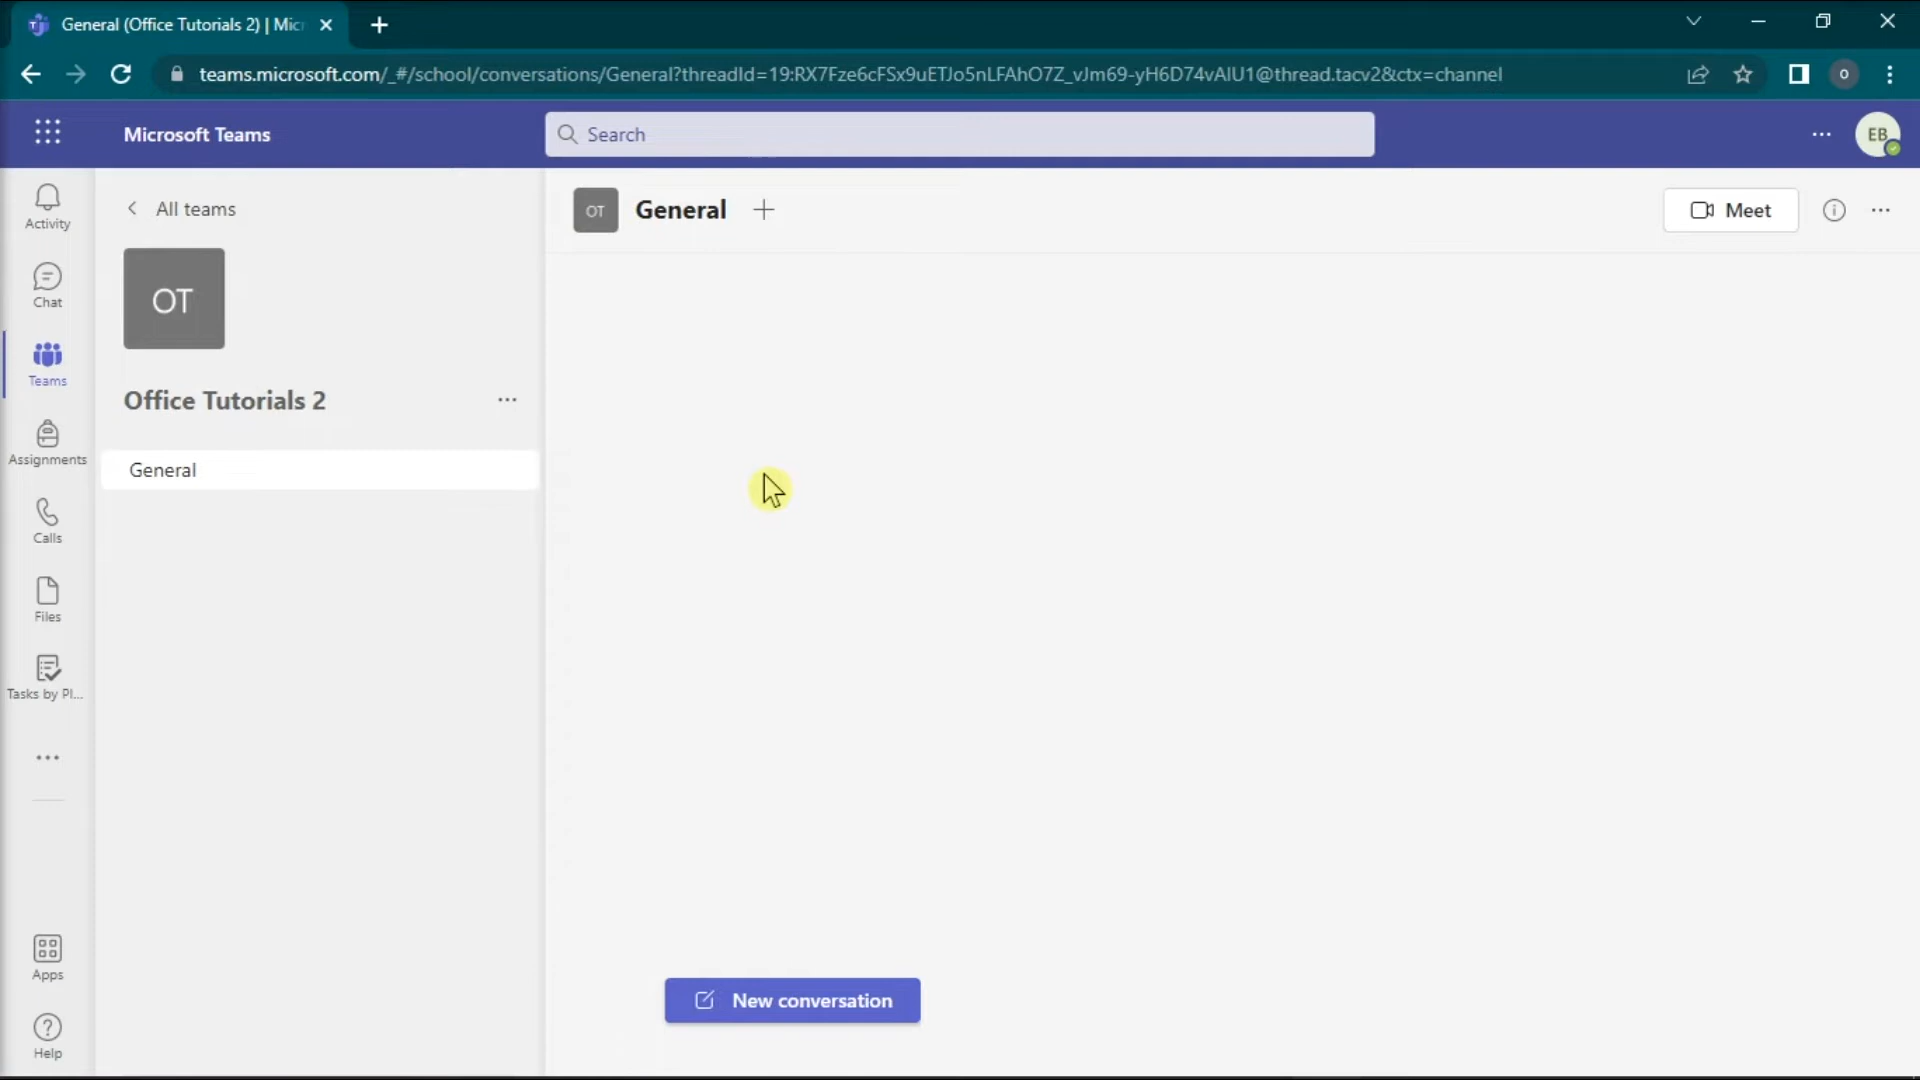 General (Office Tutorials 2) | Mic
teams.microsoft.com/_#/school/conversations/General?threadId=19:RX7Fze6cFSx9uETJo5nLFAhO7Z_vJm69-yH6D74vAlU1@thread.tacv2&ctx=channel
O
Microsoft Teams
Search
EB
Activity
Chat
Teams
Assignments
Calls
Files
Tasks by Pl...
Apps
Help
All teams
OT
Office Tutorials 2
General
OT
General
Meet
New conversation